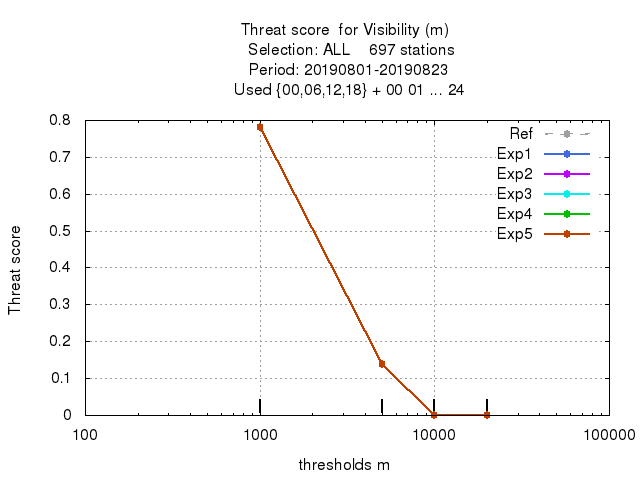 Threat score  for Visibility (m)
Selection: ALL    697 stations
Period: 20190801-20190823
Used {00,06,12,18} + 00 01 ... 24
Threat score
0.8
0.7
0.6
0.5
0.4
0.3
0.2
0.1
0
Ref
Exp1
Exp2
Exp3
Exp4
Exp5
100 1000 10000 100000
thresholds m